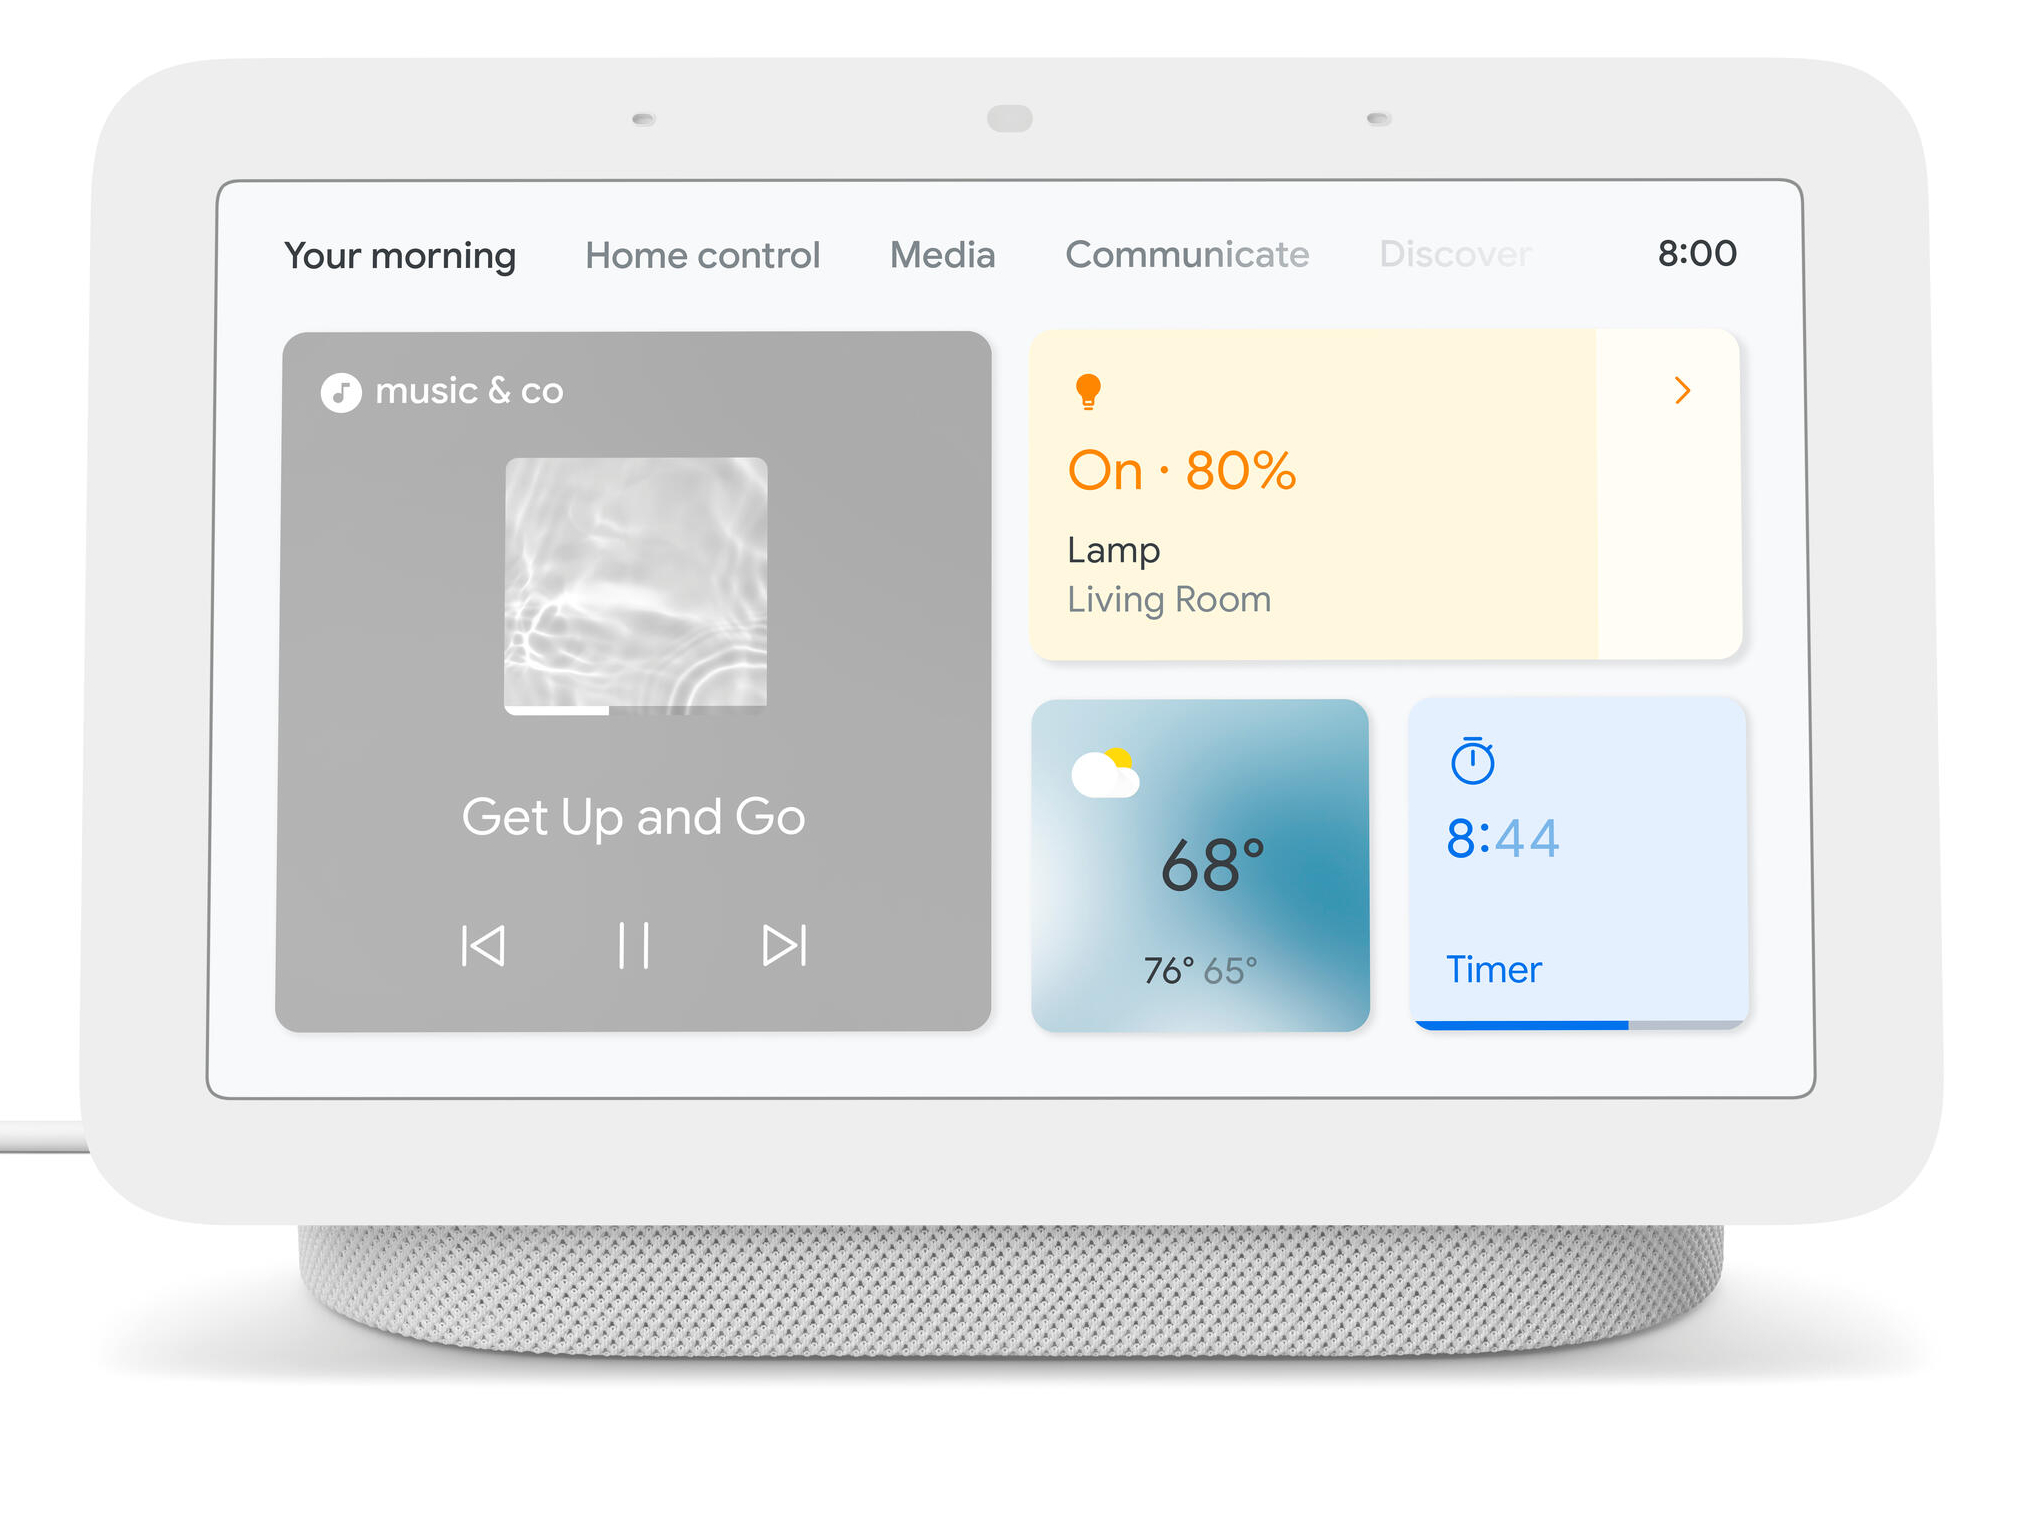 Your morning
Home control
Media
Communicate
Discover
8:00
music & co
Get Up and Go
On · 80%
Lamp
Living Room
68°
76° 65°
8:44
Timer